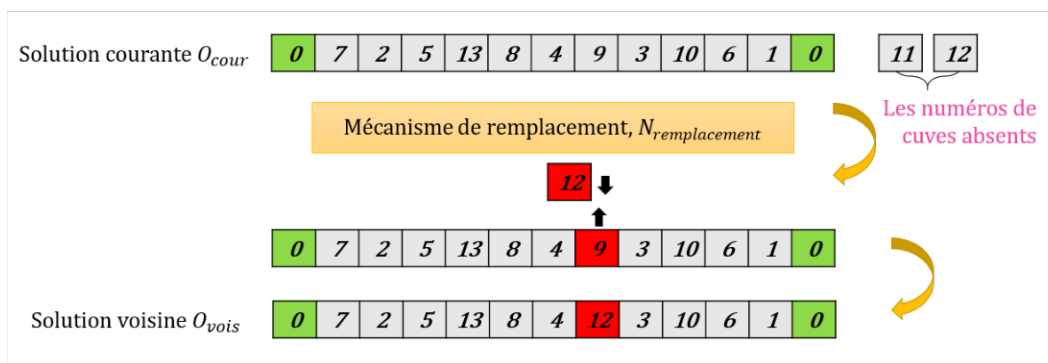 Solution courante O_cour 0 7 2 5 13 8 4 9 3 10 6 1 0 11 12
Les numéros de
cuves absents
Mécanisme de remplacement, N_remplacement
12
0 7 2 5 13 8 4 9 3 10 6 1 0
Solution voisine O_vois 0 7 2 5 13 8 4 12 3 10 6 1 0